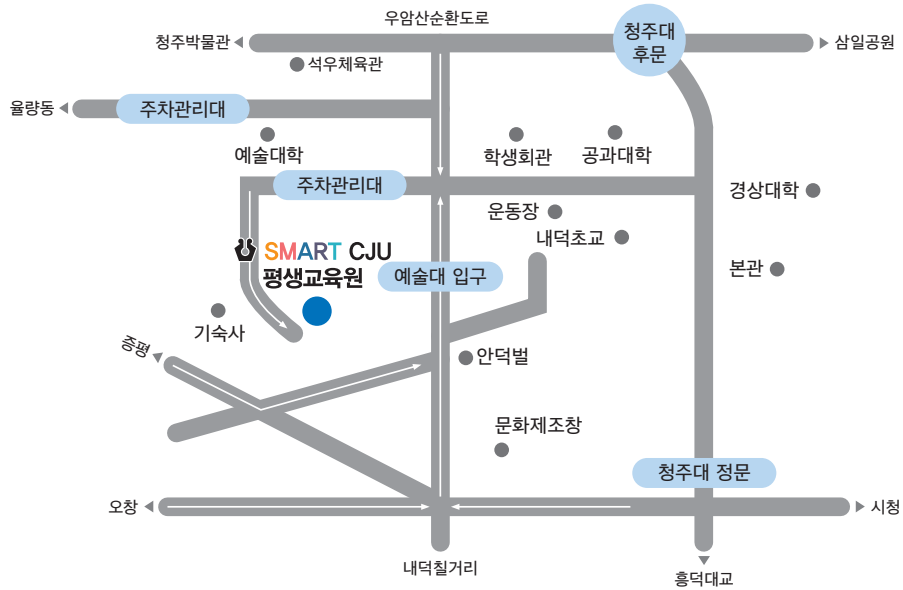 우암산순환도로
청주박물관
청주대
후문
삼일공원
석우체육관
율량동
주차관리대
예술대학
학생회관
공과대학
주차관리대
경상대학
운동장
내덕초교
SMART CJU
평생교육원
예술대 입구
본관
기숙사
증평
안덕벌
문화제조창
청주대 정문
오창
시청
내덕칠거리
흥덕대교